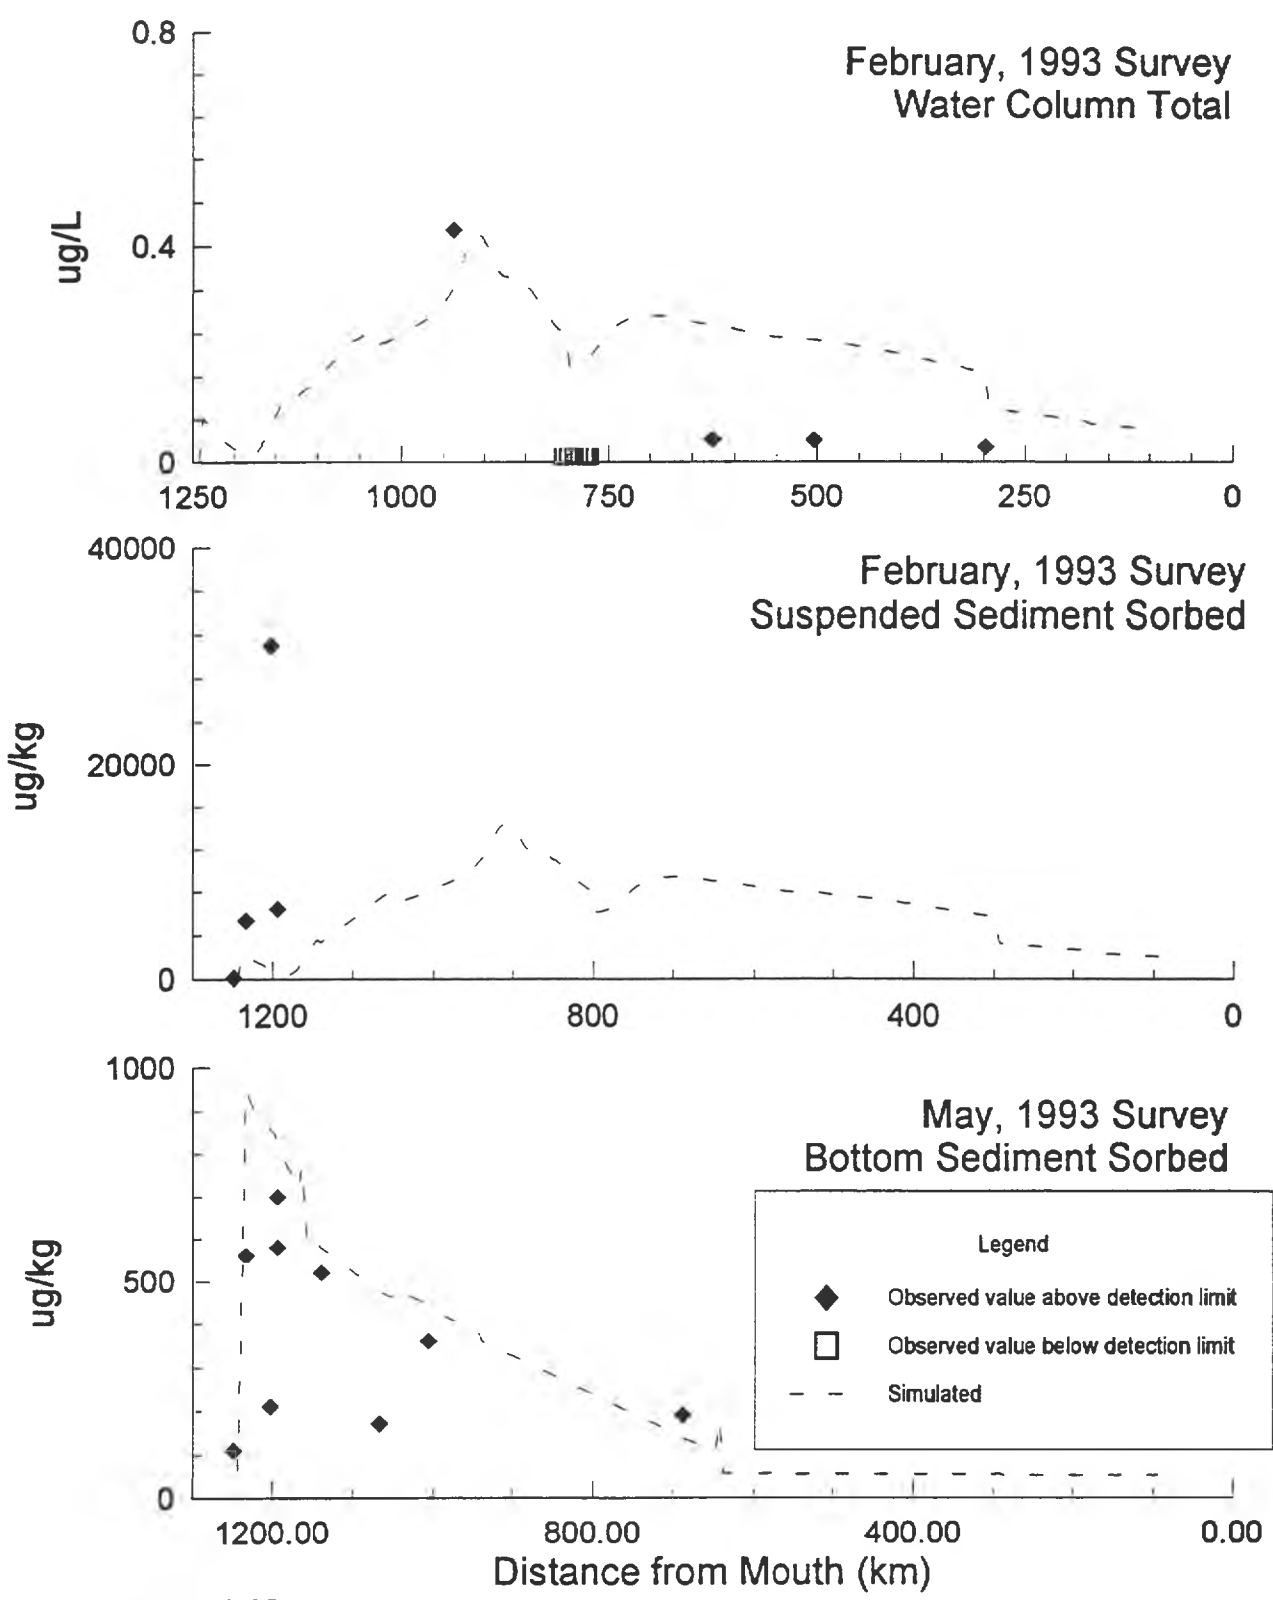 0.8
February, 1993 Survey
Water Column Total
ug/L
0.4
0
1250 1000 750 500 250 0
40000
February, 1993 Survey
Suspended Sediment Sorbed
ug/kg
20000
0
1200 800 400 0
1000
May, 1993 Survey
Bottom Sediment Sorbed
ug/kg
Legend
500
Observed value above detection limit
Observed value below detection limit
Simulated
0
1200.00 800.00 400.00 0.00
Distance from Mouth (km)